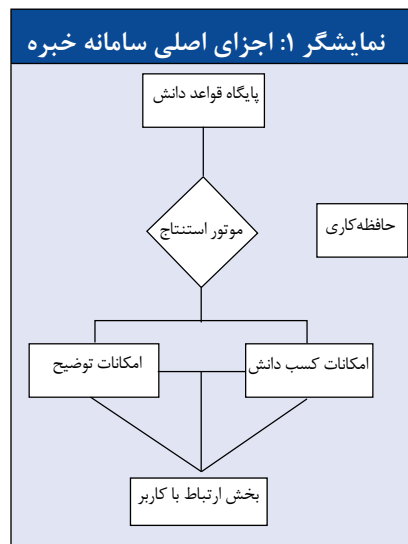 نمایشگر ۱: اجزای اصلی سامانه خبره
پایگاه قواعد دانش
موتور استنتاج
حافظه‌کاری
امکانات کسب دانش
امکانات توضیح
بخش ارتباط با کاربر